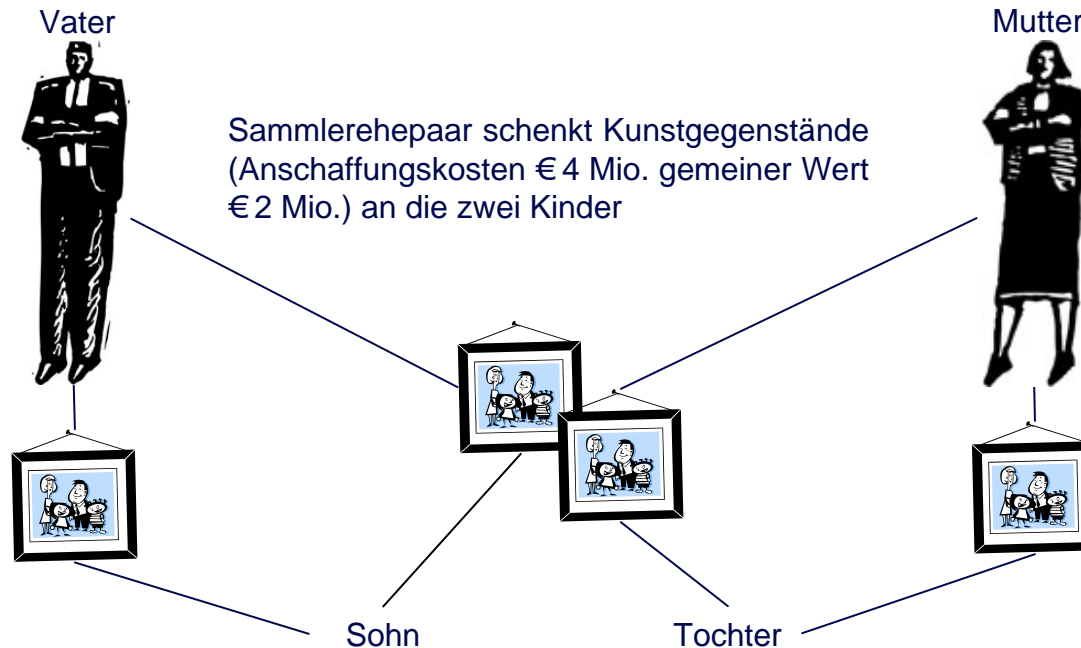 Vater
Mutter
Sammlerehepaar schenkt Kunstgegenstände
(Anschaffungskosten € 4 Mio. gemeiner Wert
€ 2 Mio.) an die zwei Kinder
Sohn
Tochter